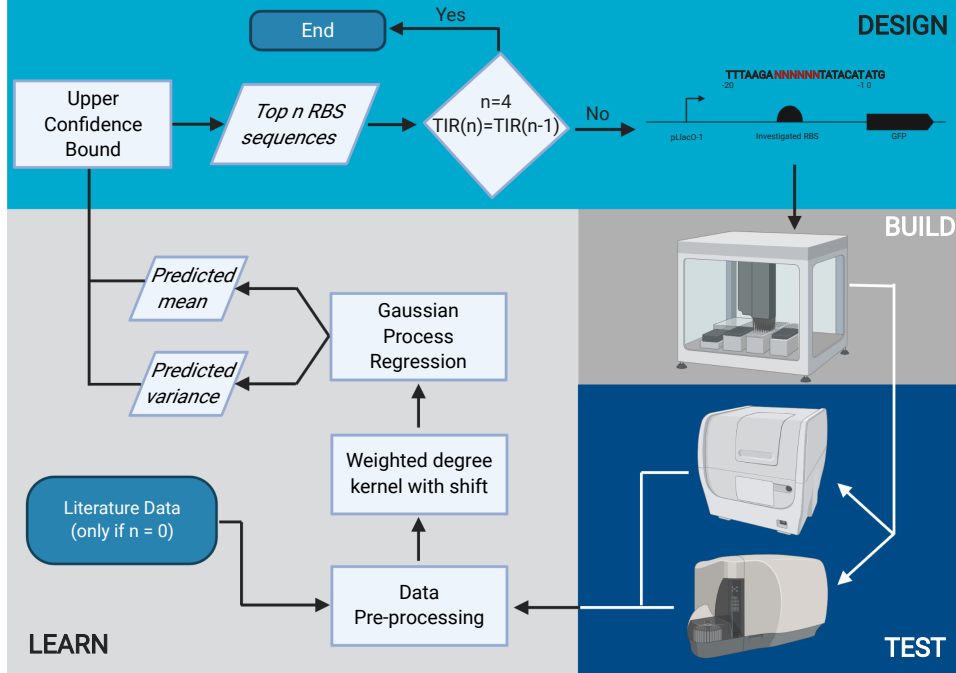 Yes
End
DESIGN
Upper
Confidence
Bound
Top n RBS
sequences
n=4
TIR(n)=TIR(n-1)
No
TTTAAGANNNNNNTATACATATG
-20
-1 0
pLlacO-1
Investigated RBS
GFP
BUILD
Predicted
mean
Gaussian
Process
Regression
Predicted
variance
Weighted degree
kernel with shift
Literature Data
(only if n = 0)
Data
Pre-processing
LEARN
TEST